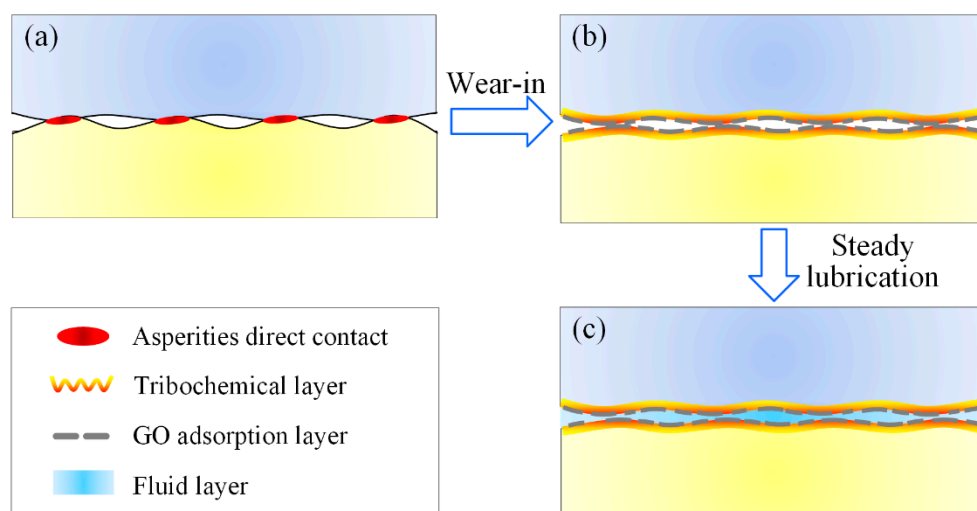 (a)
Wear-in
(b)
Steady
lubrication
(c)
Asperities direct contact
Tribochemical layer
GO adsorption layer
Fluid layer